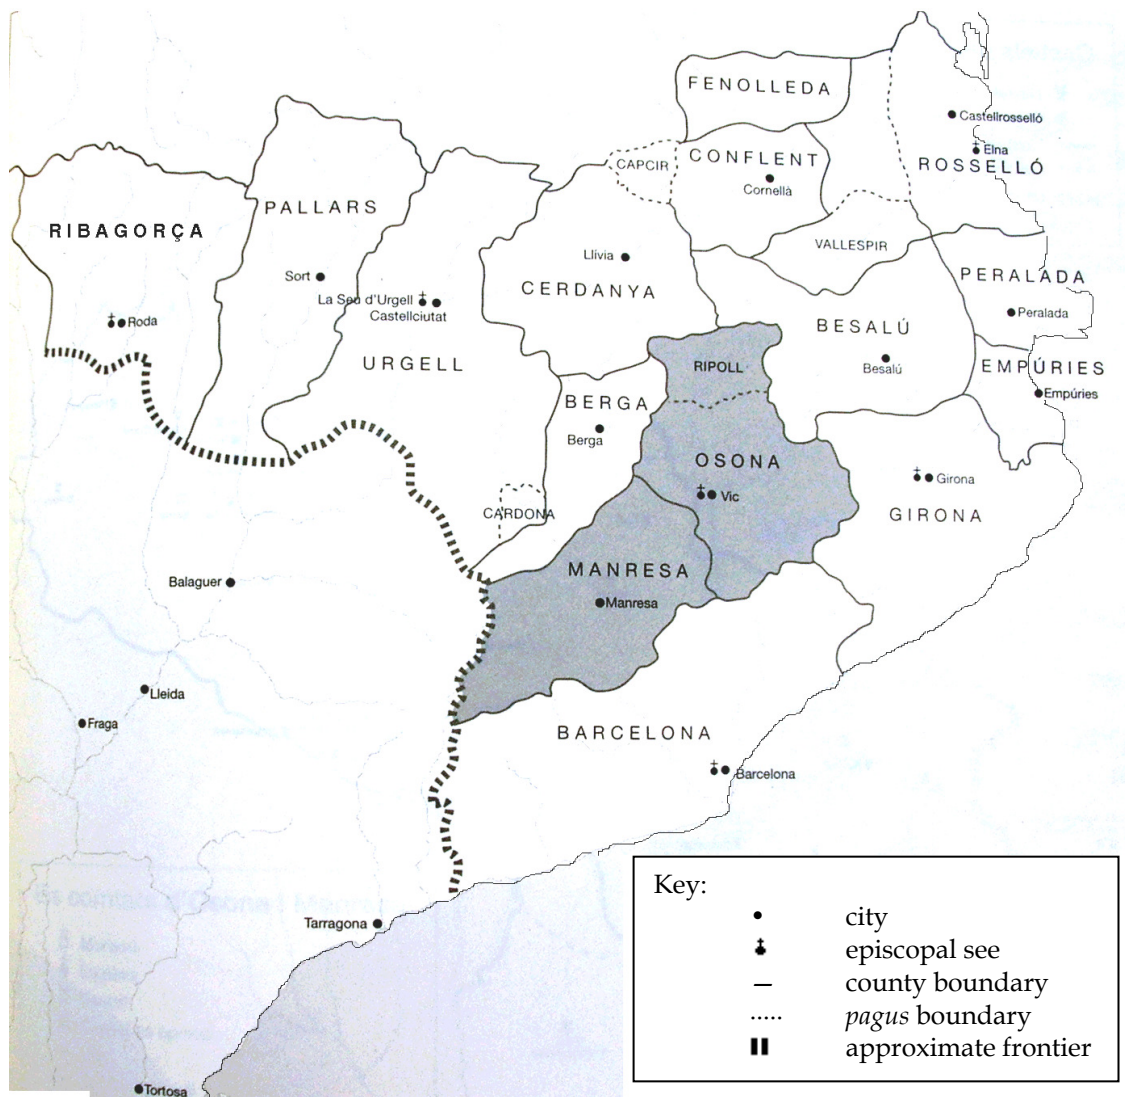 FENOLLEDA
Castellrosselló
CAPCIR
CONFLENT
Elna
ROSSELLÓ
Cornellà
PALLARS
RIBAGORÇA
VALLESPIR
Llívia
Sort
PERALADA
CERDANYA
La Seu d'Urgell
Castellciutat
Peralada
Roda
BESALÚ
URGELL
RIPOLL
Besalú
EMPÚRIES
Empúries
BERGA
Berga
OSONA
Vic
Girona
CARDONA
GIRONA
MANRESA
Balaguer
Manresa
Lleida
Fraga
BARCELONA
Barcelona
Tarragona
Tortosa
Key:
city
episcopal see
county boundary
pagus boundary
approximate frontier